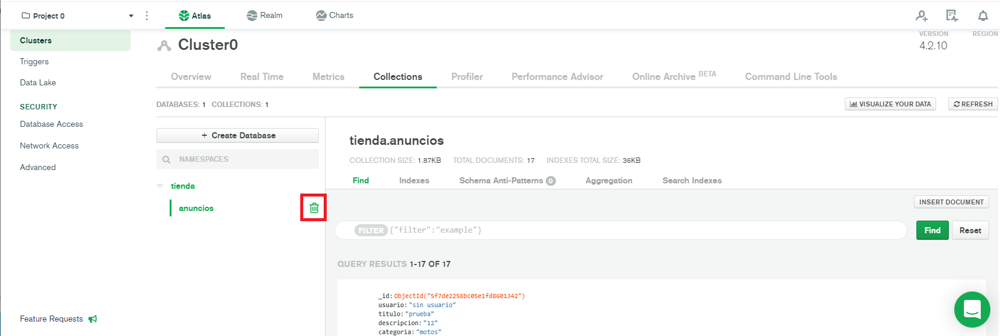 Project 0
Atlas
Realm
Charts
Clusters
Triggers
Data Lake
SECURITY
Database Access
Network Access
Advanced
Feature Requests
Cluster0
VERSION
4.2.10
REGION
Overview
Real Time
Metrics
Collections
Profiler
Performance Advisor
Online Archive BETA
Command Line Tools
DATABASES: 1 COLLECTIONS: 1
VISUALIZE YOUR DATA
REFRESH
+ Create Database
NAMESPACES
tienda
anuncios
tienda.anuncios
COLLECTION SIZE: 1.87KB TOTAL DOCUMENTS: 17 INDEXES TOTAL SIZE: 36KB
Find
Indexes
Schema Anti-Patterns 0
Aggregation
Search Indexes
INSERT DOCUMENT
FILTER {"filter":"example"}
Find
Reset
QUERY RESULTS 1-17 OF 17
_id: ObjectId("5f7de2258bc05e1fd8601342")
usuario: "sin usuario"
titulo: "prueba"
descripcion: "12"
categoria: "motos"